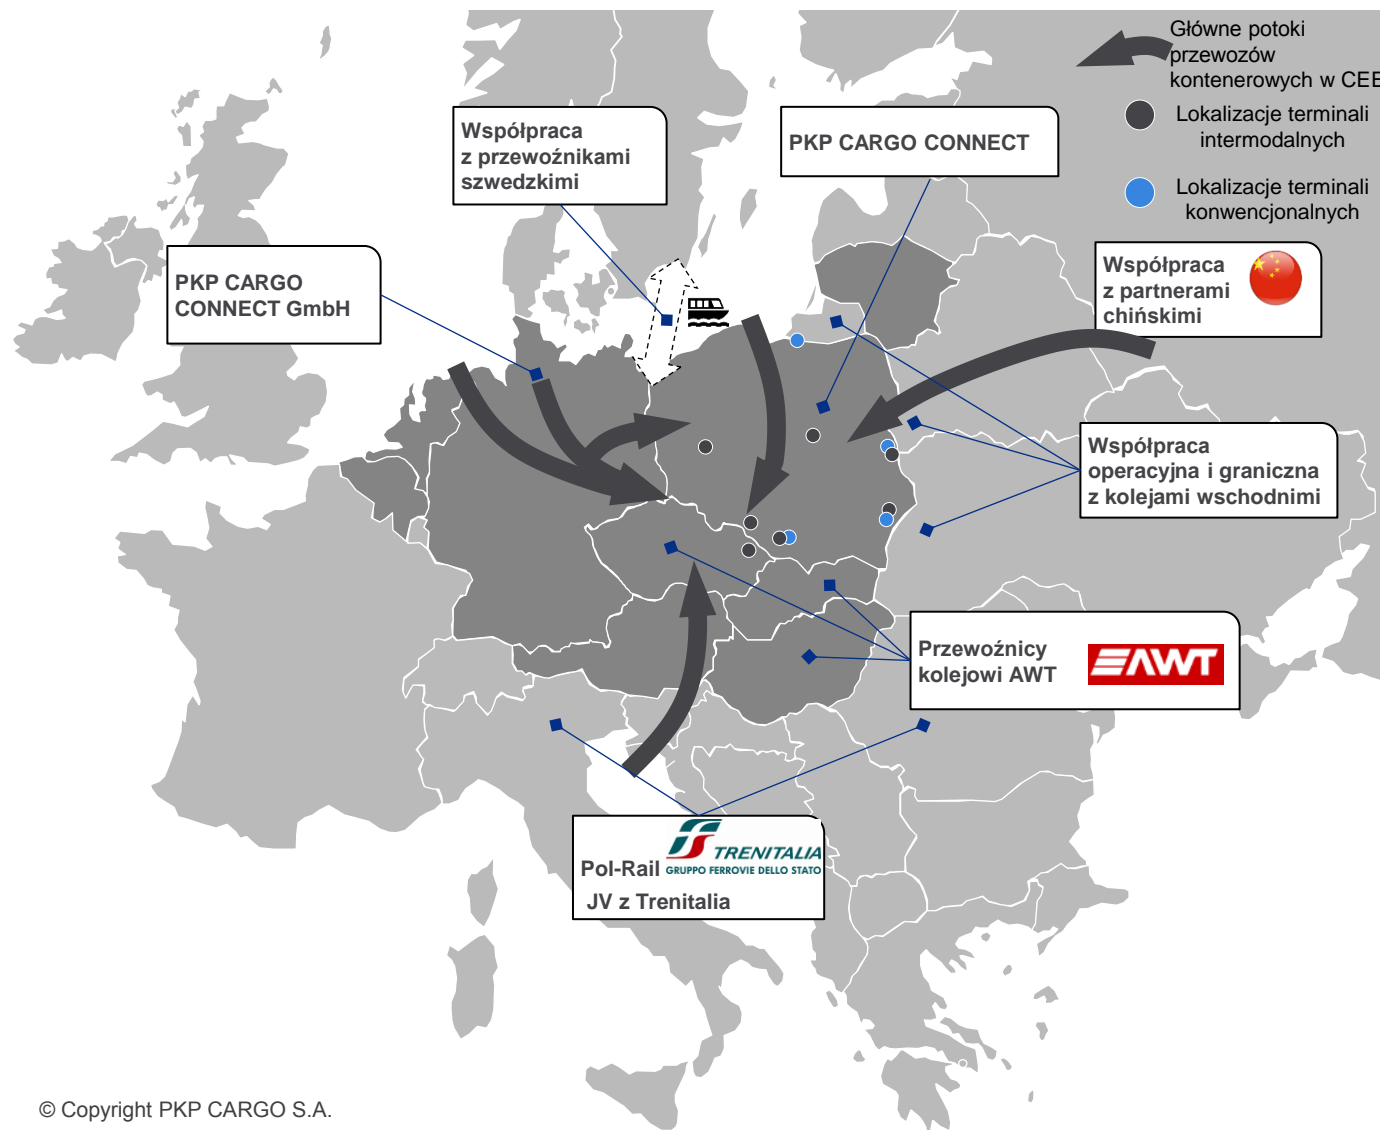 Główne potoki
przewozów
kontenerowych w CEE
Lokalizacje terminali
intermodalnych
Lokalizacje terminali
konwencjonalnych
Współpraca
z przewoźnikami
szwedzkimi
PKP CARGO CONNECT
PKP CARGO
CONNECT GmbH
Współpraca
z partnerami
chińskimi
Współpraca
operacyjna i graniczna
z kolejami wschodnimi
Przewoźnicy
kolejowi AWT
AWT
TRENITALIA
Pol-Rail GRUPPO FERROVIE DELLO STATO
JV z Trenitalia
© Copyright PKP CARGO S.A.